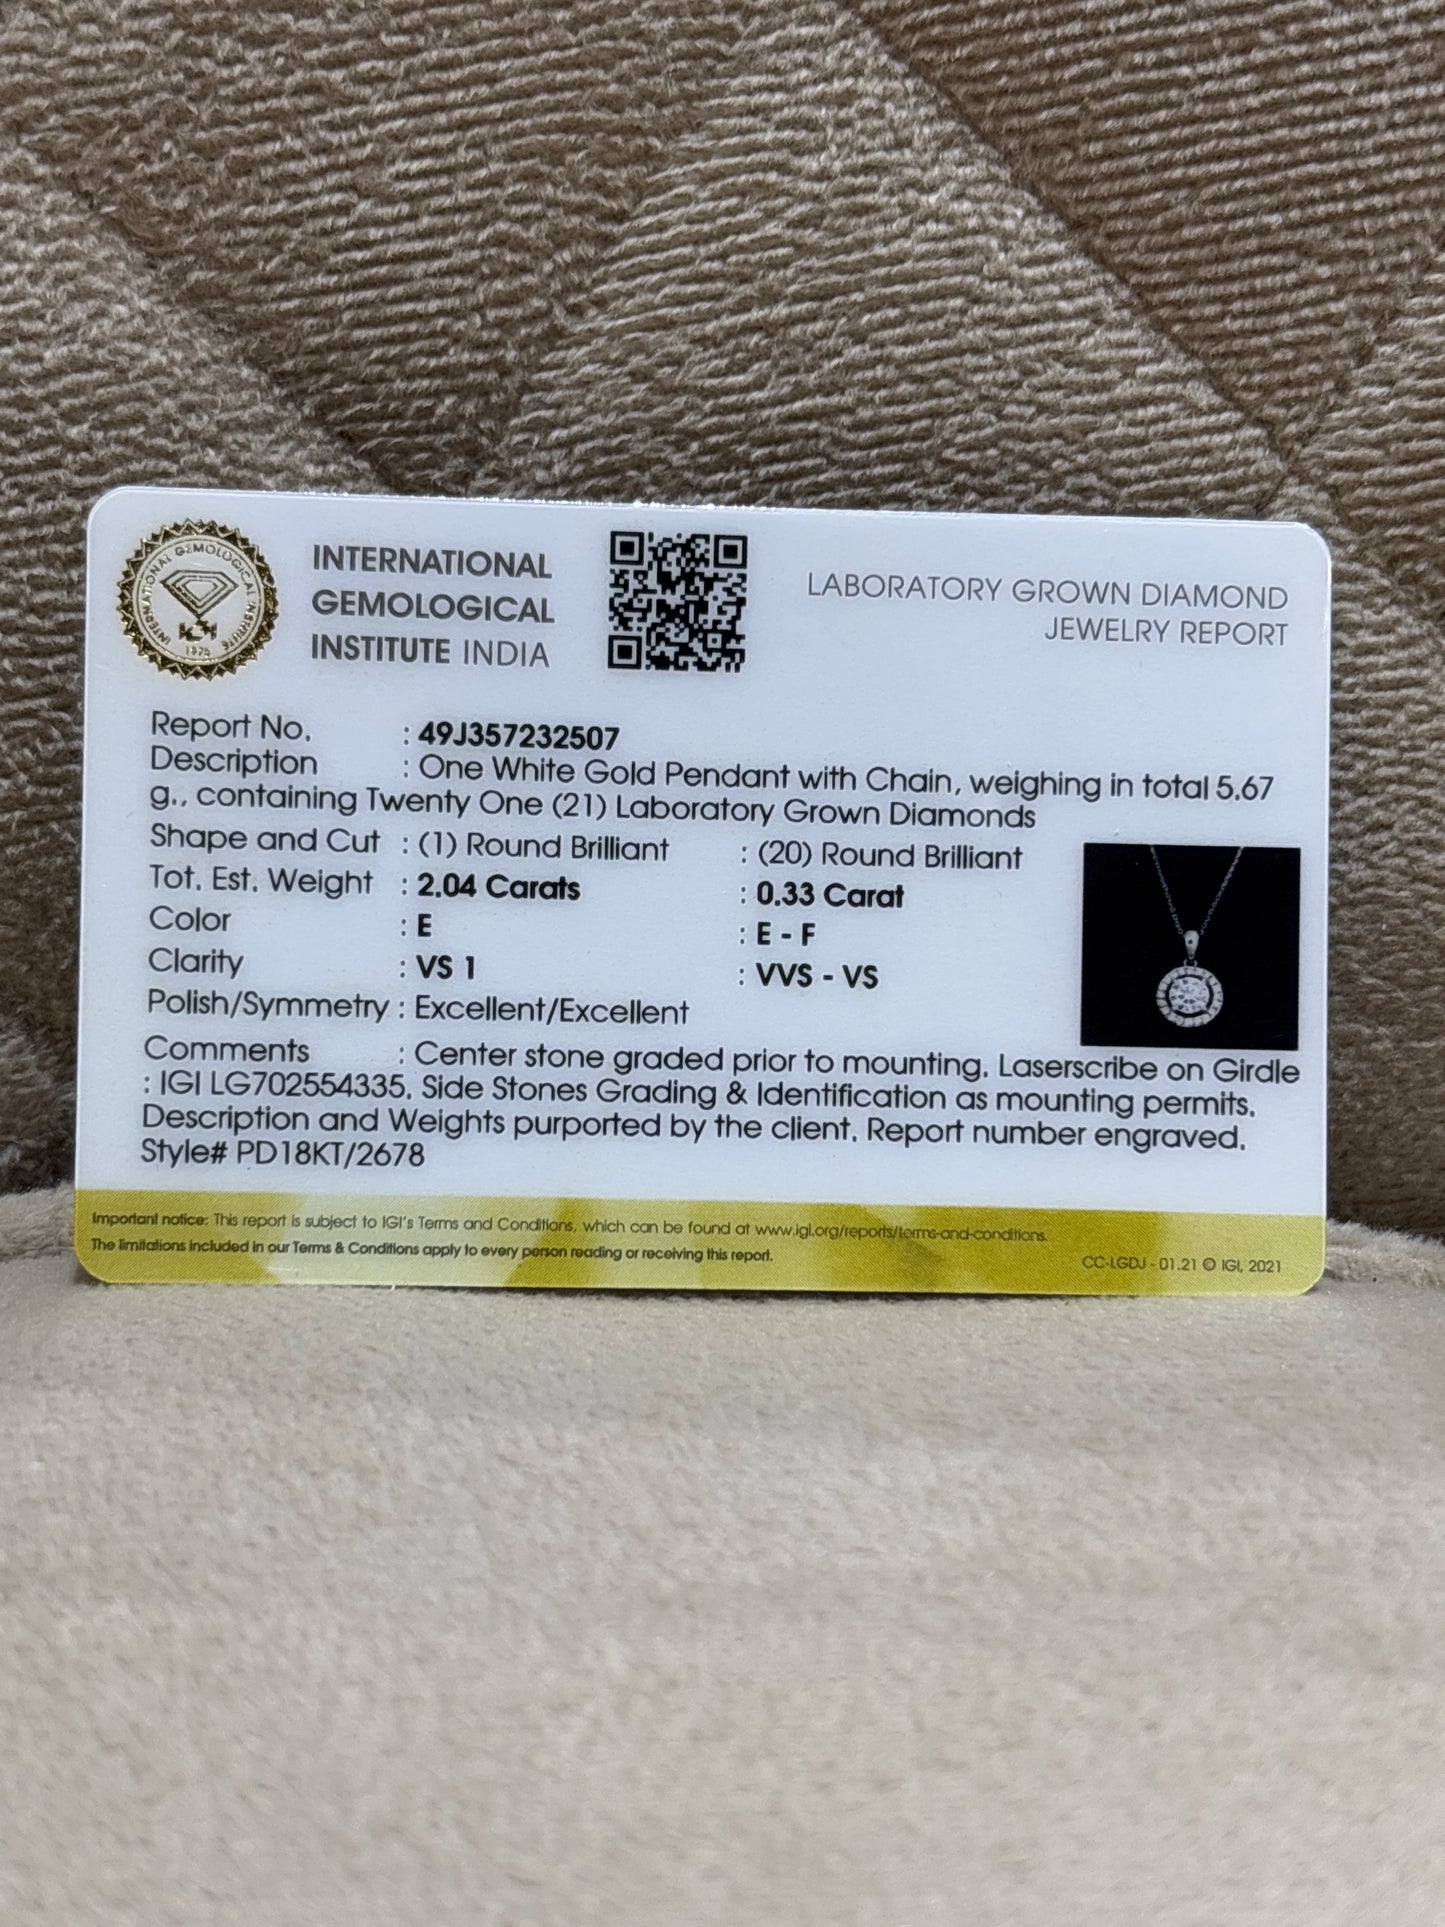 INTERNATIONAL GEMOLOGICAL INSTITUTE
1975
INTERNATIONAL
GEMOLOGICAL
INSTITUTE INDIA
LABORATORY GROWN DIAMOND
JEWELRY REPORT
Report No. : 49J357232507
Description : One White Gold Pendant with Chain, weighing in total 5.67
g., containing Twenty One (21) Laboratory Grown Diamonds
Shape and Cut : (1) Round Brilliant : (20) Round Brilliant
Tot. Est. Weight : 2.04 Carats : 0.33 Carat
Color : E : E - F
Clarity : VS 1 : VVS - VS
Polish/Symmetry : Excellent/Excellent
Comments : Center stone graded prior to mounting. Laserscribe on Girdle
: IGI LG702554335. Side Stones Grading & Identification as mounting permits.
Description and Weights purported by the client. Report number engraved.
Style# PD18KT/2678
Important notice: This report is subject to IGI's Terms and Conditions, which can be found at www.igi.org/reports/terms-and-conditions.
The limitations included in our Terms & Conditions apply to every person reading or receiving this report.
CC-LGDJ - 01.21 © IGI, 2021